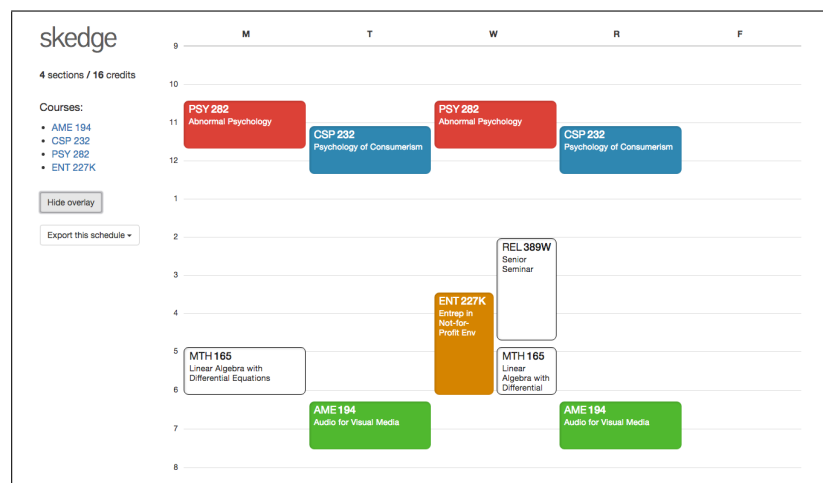 skedge
4 sections / 16 credits
Courses:
AME 194
CSP 232
PSY 282
ENT 227K
Hide overlay
Export this schedule
M T W R F
9
10
11
12
1
2
3
4
5
6
7
8
PSY 282
Abnormal Psychology
CSP 232
Psychology of Consumerism
PSY 282
Abnormal Psychology
CSP 232
Psychology of Consumerism
REL 389W
Senior
Seminar
ENT 227K
Entrep in
Not-for-
Profit Env
MTH 165
Linear Algebra with
Differential Equations
MTH 165
Linear
Algebra with
Differential
AME 194
Audio for Visual Media
AME 194
Audio for Visual Media